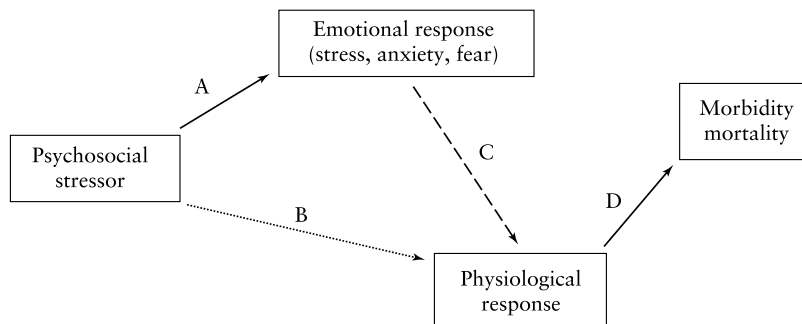 Emotional response
(stress, anxiety, fear)
A
Morbidity
mortality
Psychosocial
stressor
C
B
D
Physiological
response